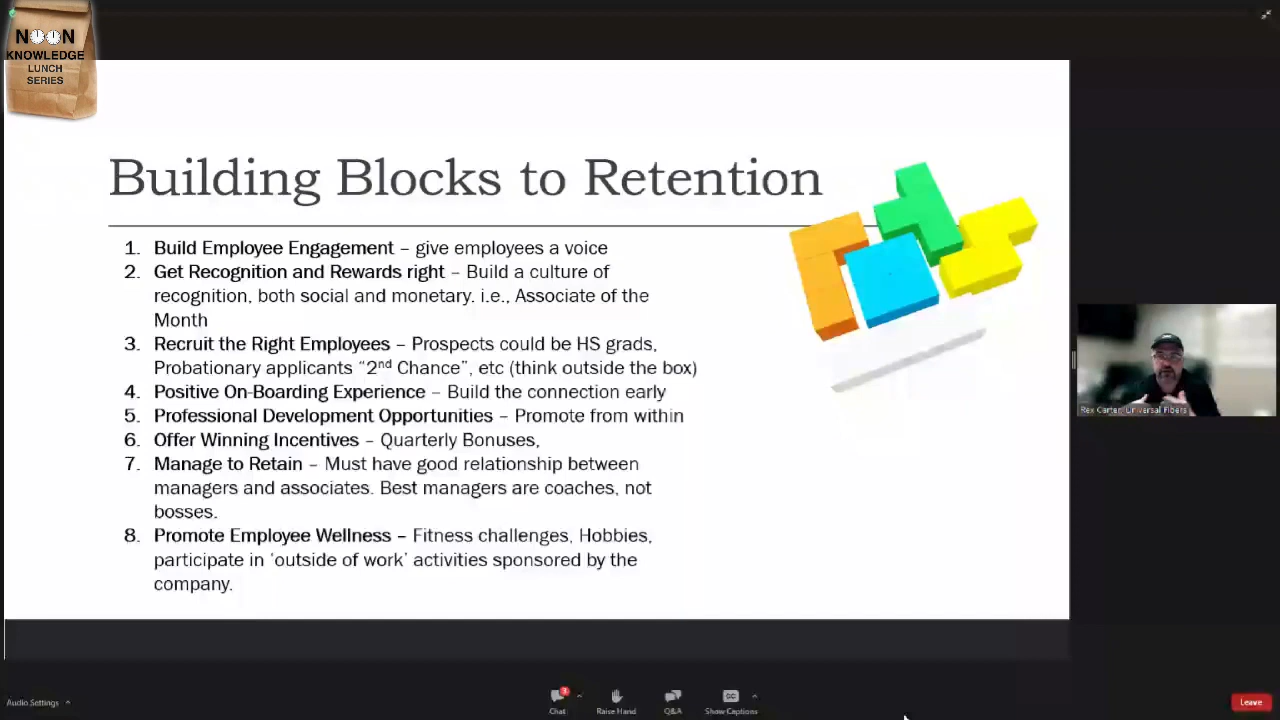 NOON
KNOWLEDGE
LUNCH
SERIES
Building Blocks to Retention
1. Build Employee Engagement – give employees a voice
2. Get Recognition and Rewards right – Build a culture of
recognition, both social and monetary. i.e., Associate of the
Month
3. Recruit the Right Employees – Prospects could be HS grads,
Probationary applicants “2nd Chance”, etc (think outside the box)
4. Positive On-Boarding Experience – Build the connection early
5. Professional Development Opportunities – Promote from within
6. Offer Winning Incentives – Quarterly Bonuses,
7. Manage to Retain – Must have good relationship between
managers and associates. Best managers are coaches, not
bosses.
8. Promote Employee Wellness – Fitness challenges, Hobbies,
participate in ‘outside of work’ activities sponsored by the
company.
Rex Carter, Universal Fibers
Audio Settings
3
Chat
Raise Hand
Q&A
Show Captions
Leave